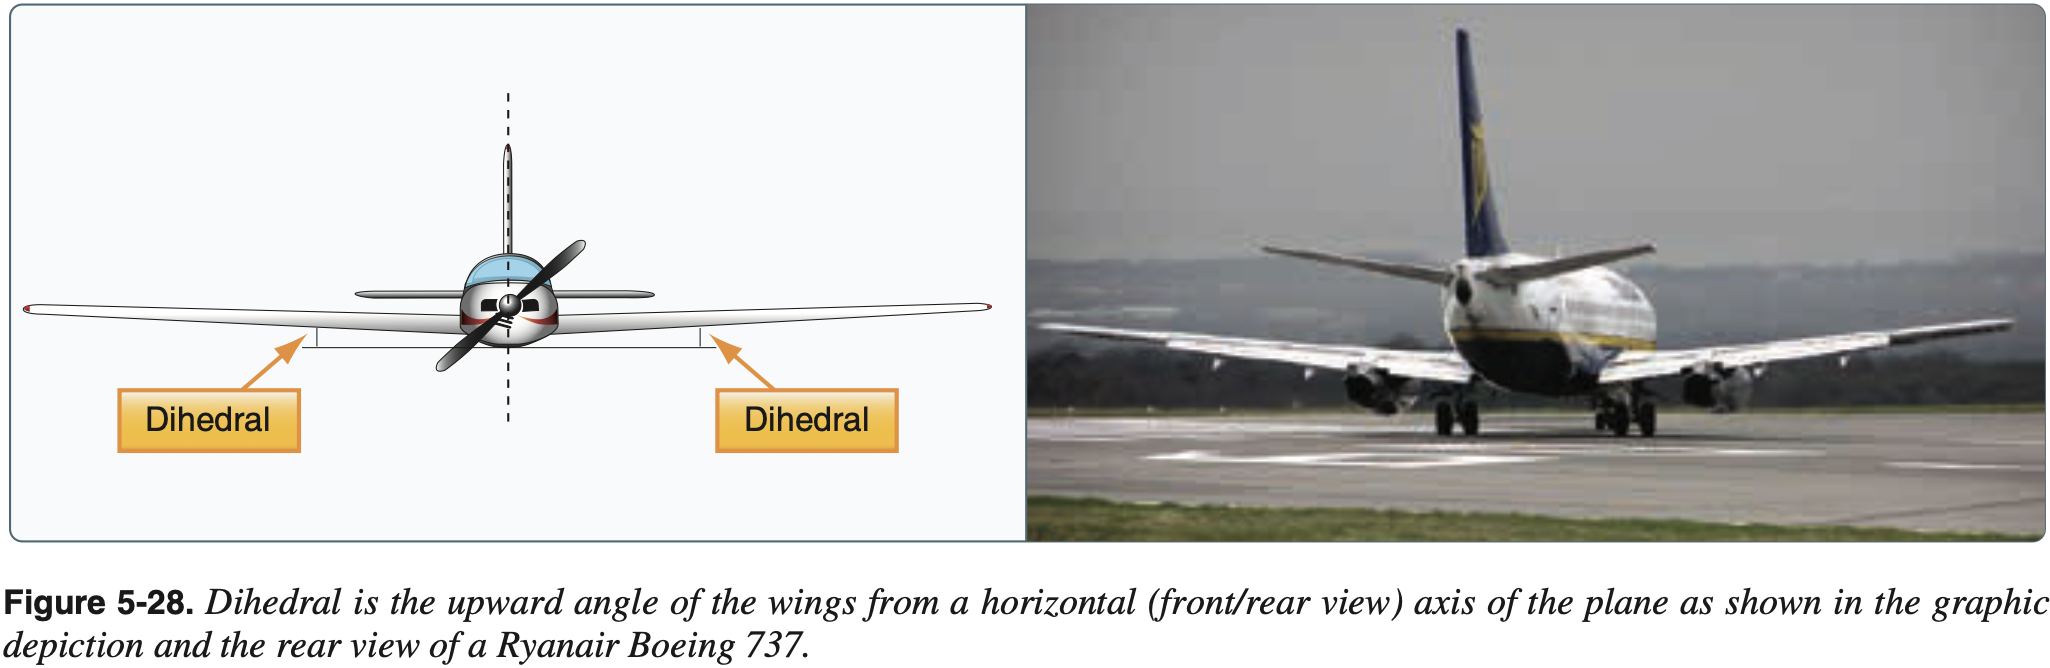 Dihedral
Dihedral
Figure 5-28. Dihedral is the upward angle of the wings from a horizontal (front/rear view) axis of the plane as shown in the graphic
depiction and the rear view of a Ryanair Boeing 737.